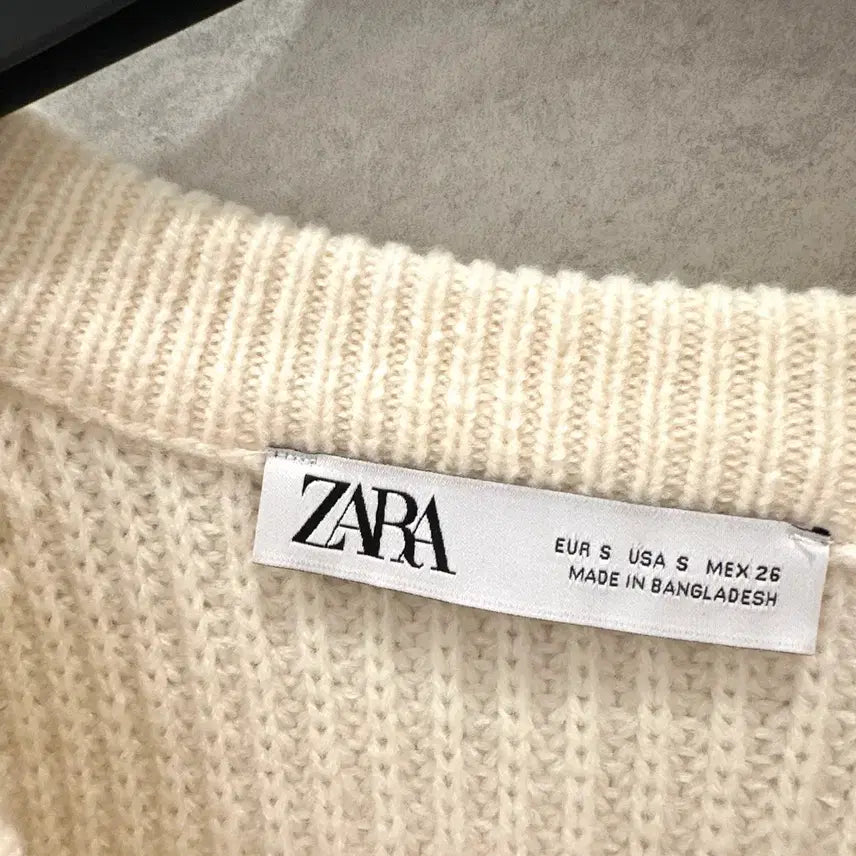 ZARA
EUR S USA S MEX 26
MADE IN BANGLADESH